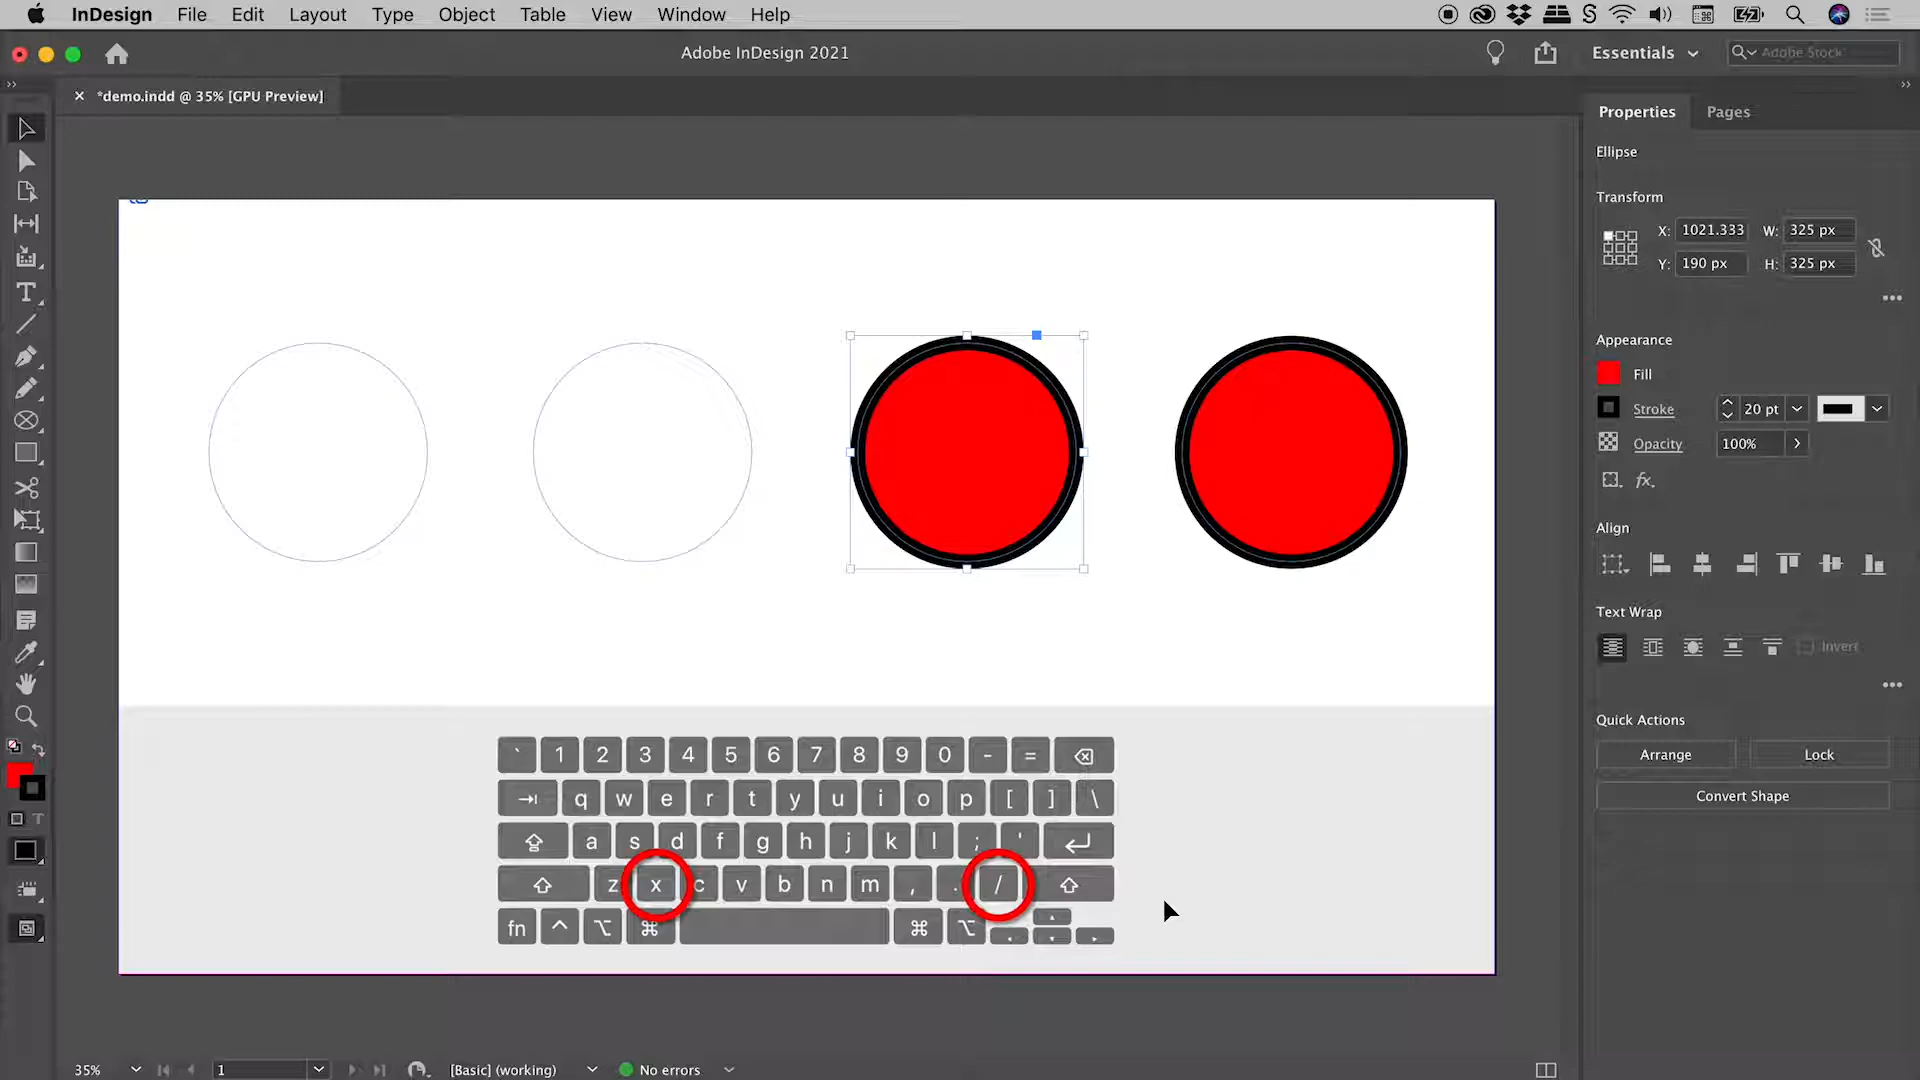 InDesign File Edit Layout Type Object Table View Window Help
Adobe InDesign 2021
Essentials
Adobe Stock
*demo.indd @ 35% [GPU Preview]
Properties Pages
Ellipse
Transform
X: 1021.333 W: 325 px
Y: 190 px H: 325 px
Appearance
Fill
Stroke 20 pt
Opacity 100%
fx.
Align
Text Wrap
Invert
Quick Actions
Arrange Lock
Convert Shape
` 1 2 3 4 5 6 7 8 9 0 - =
q w e r t y u i o p [ ] \
a s d f g h j k l ; '
z x c v b n m , . /
fn ^ ⌥ ⌘ ⌘ ⌥
35% 1 [Basic] (working) No errors